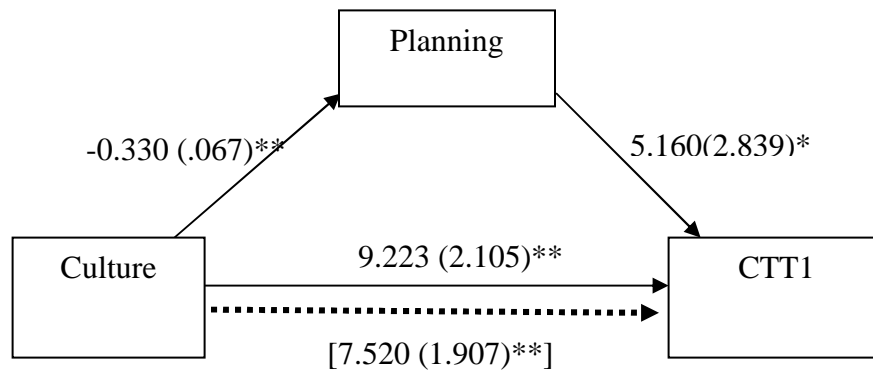 Planning
-0.330 (.067)**
5.160(2.839)*
Culture
9.223 (2.105)**
CTT1
[7.520 (1.907)**]